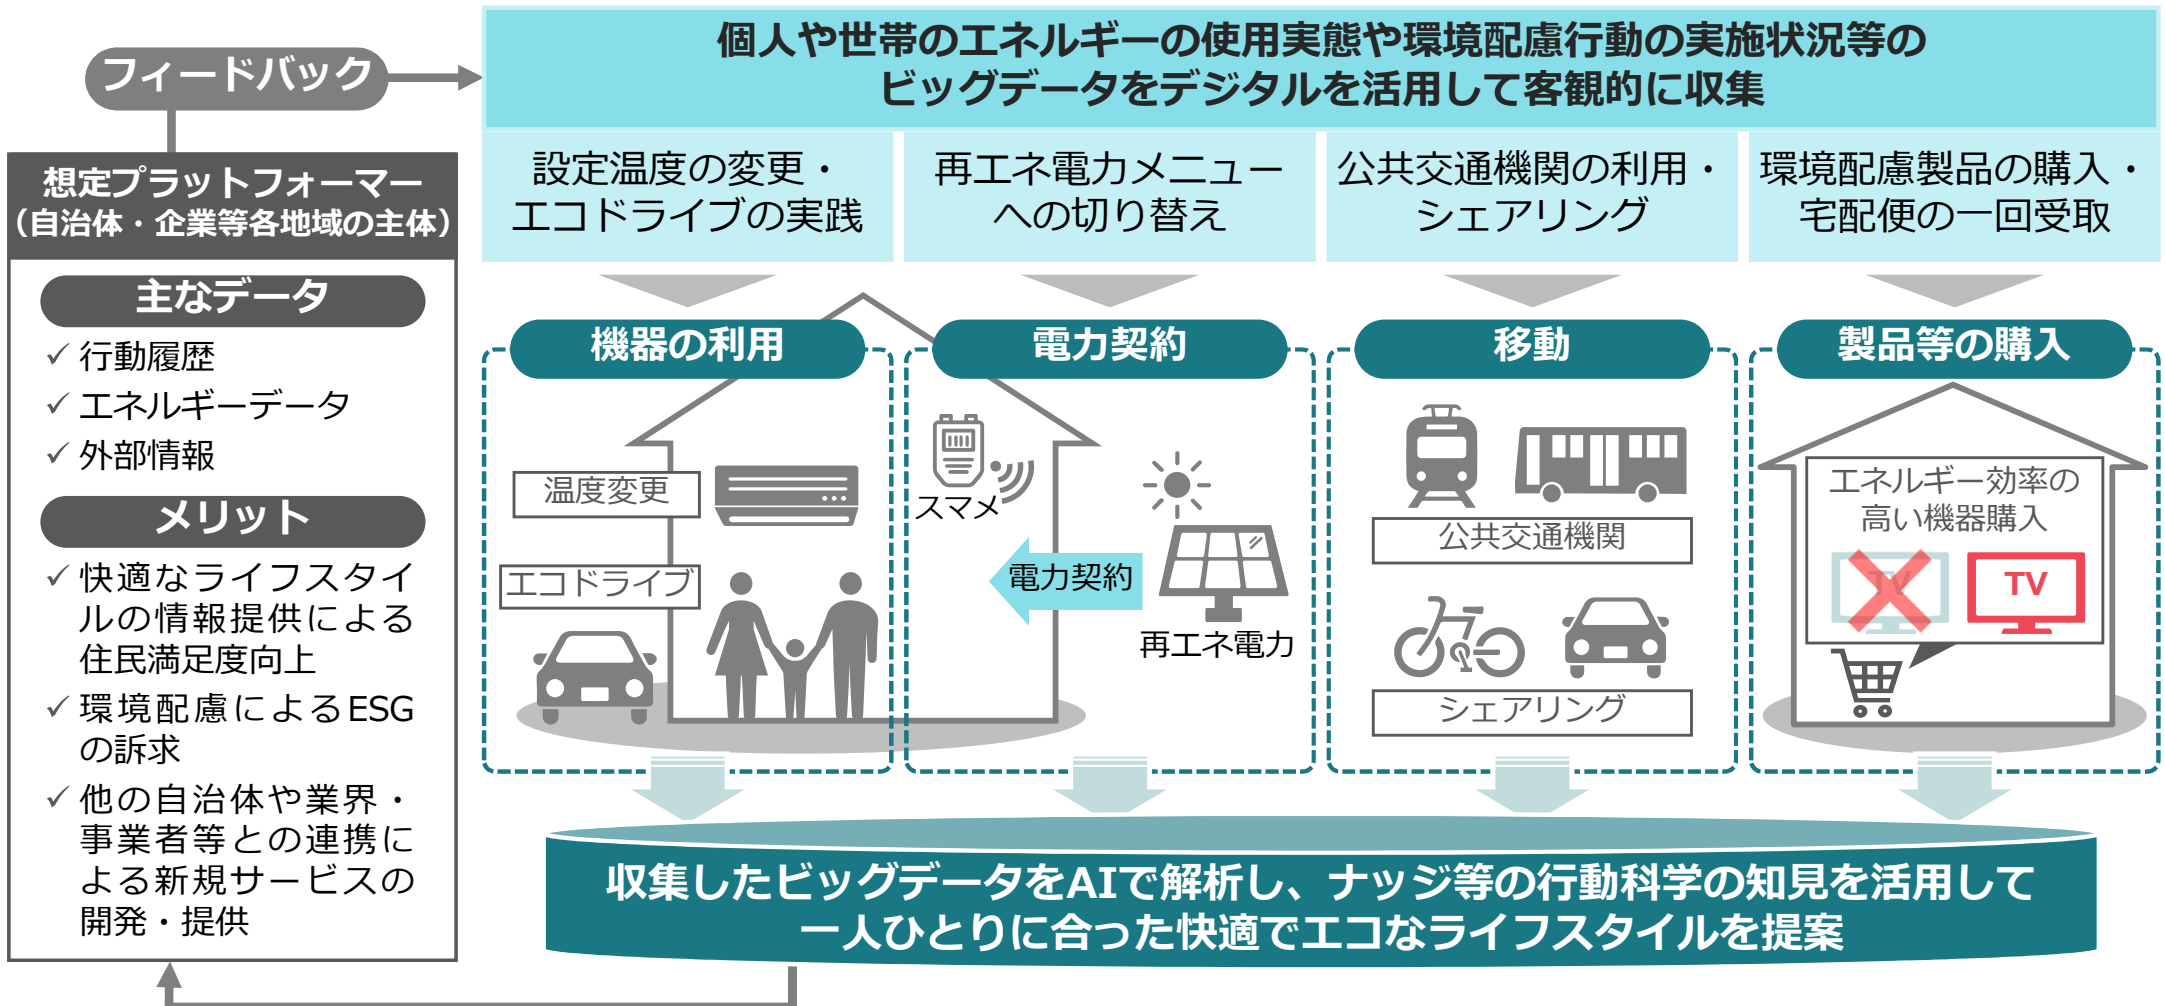 フィードバック
想定プラットフォーマー
（自治体・企業等各地域の主体）
主なデータ
✓行動履歴
✓エネルギーデータ
✓外部情報
メリット
✓快適なライフスタイ
ルの情報提供による
住民満足度向上
✓環境配慮によるESG
の訴求
✓他の自治体や業界・
事業者等との連携に
よる新規サービスの
開発・提供
個人や世帯のエネルギーの使用実態や環境配慮行動の実施状況等の
ビッグデータをデジタルを活用して客観的に収集
設定温度の変更・
エコドライブの実践
再エネ電力メニュー
への切り替え
公共交通機関の利用・
シェアリング
環境配慮製品の購入・
宅配便の一回受取
機器の利用
温度変更
エコドライブ
電力契約
スマメ
電力契約
再エネ電力
移動
公共交通機関
シェアリング
製品等の購入
エネルギー効率の
高い機器購入
TV
TV
収集したビッグデータをAIで解析し、ナッジ等の行動科学の知見を活用して
一人ひとりに合った快適でエコなライフスタイルを提案